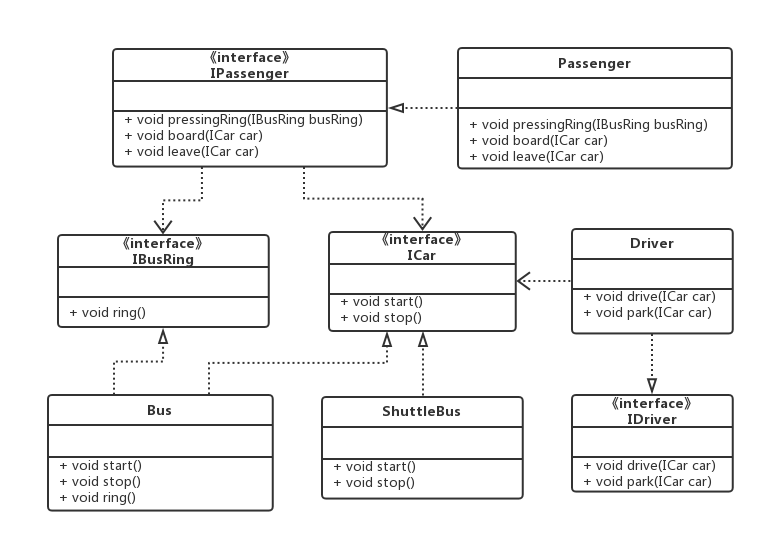 《interface》
IPassenger
+ void pressingRing(IBusRing busRing)
+ void board(ICar car)
+ void leave(ICar car)
Passenger
+ void pressingRing(IBusRing busRing)
+ void board(ICar car)
+ void leave(ICar car)
《interface》
IBusRing
+ void ring()
《interface》
ICar
+ void start()
+ void stop()
Driver
+ void drive(ICar car)
+ void park(ICar car)
Bus
+ void start()
+ void stop()
+ void ring()
ShuttleBus
+ void start()
+ void stop()
《interface》
IDriver
+ void drive(ICar car)
+ void park(ICar car)